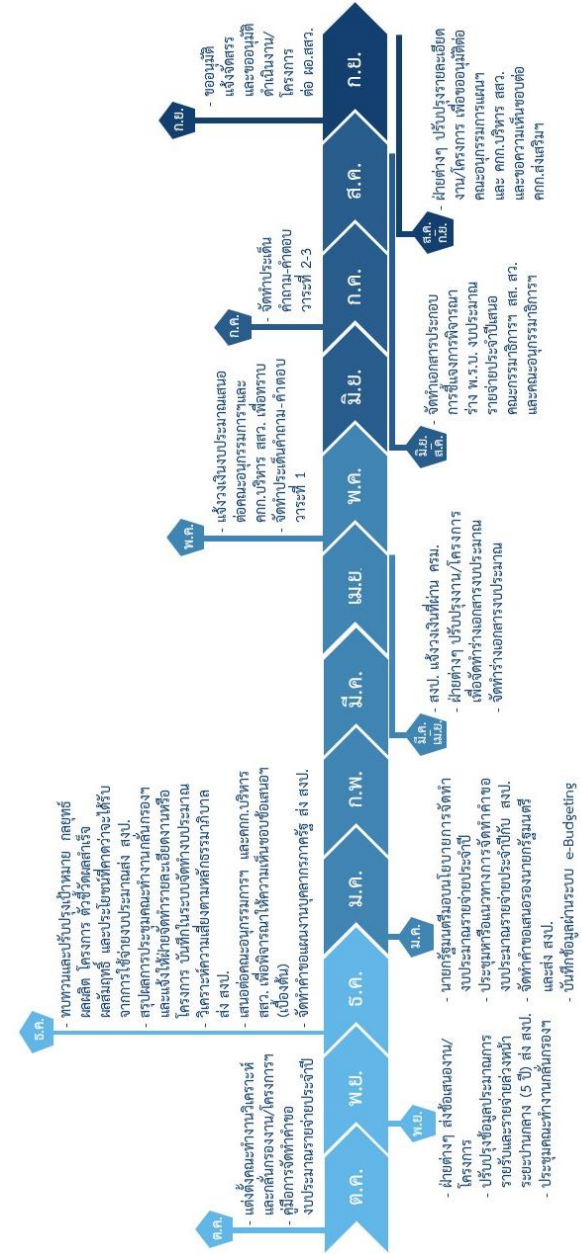 ต.ค.
- แต่งตั้งคณะทำงานวิเคราะห์
และกลั่นกรองงาน/โครงการฯ
- คู่มือการจัดทำคำขอ
งบประมาณรายจ่ายประจำปี
ธ.ค.
- ทบทวนและปรับปรุงเป้าหมาย กลยุทธ์
ผลผลิต โครงการ ตัวชี้วัดผลสำเร็จ
ผลสัมฤทธิ์ และประโยชน์ที่คาดว่าจะได้รับ
จากการใช้จ่ายงบประมาณส่ง สงป.
- สรุปผลการประชุมคณะทำงานกลั่นกรองฯ
และแจ้งให้ฝ่ายจัดทำรายละเอียดงานหรือ
โครงการ บันทึกในระบบจัดทำงบประมาณ
วิเคราะห์ความเสี่ยงตามหลักธรรมาภิบาล
ส่ง สงป.
- เสนอต่อคณะอนุกรรมการฯ และคกก.บริหาร
สสว. เพื่อพิจารณาให้ความเห็นชอบข้อเสนอฯ
(เบื้องต้น)
- จัดทำคำขอแผนงานบุคลากรภาครัฐ ส่ง สงป.
พ.ค.
- แจ้งวงเงินงบประมาณเสนอ
ต่อคณะอนุกรรมการฯและ
คกก.บริหาร สสว. เพื่อทราบ
- จัดทำประเด็นคำถาม-คำตอบ
วาระที่ 1
ก.ค.
- จัดทำประเด็น
คำถาม-คำตอบ
วาระที่ 2-3
ก.ย.
- ขออนุมัติ
แจ้งจัดสรร
และขออนุมัติ
ดำเนินงาน/
โครงการ
ต่อ ผอ.สสว.
ต.ค.
พ.ย.
ธ.ค.
ม.ค.
ก.พ.
มี.ค.
เม.ย.
พ.ค.
มิ.ย.
ก.ค.
ส.ค.
ก.ย.
พ.ย.
- ฝ่ายต่างๆ ส่งข้อเสนองาน/
โครงการ
- ปรับปรุงข้อมูลประมาณการ
รายรับและรายจ่ายล่วงหน้า
ระยะปานกลาง (5 ปี) ส่ง สงป.
- ประชุมคณะทำงานกลั่นกรองฯ
ม.ค.
- นายกรัฐมนตรีมอบนโยบายการจัดทำ
งบประมาณรายจ่ายประจำปี
- ประชุมหารือแนวทางการจัดทำคำขอ
งบประมาณรายจ่ายประจำปีกับ สงป.
- จัดทำคำขอเสนอรองนายกรัฐมนตรี
และส่ง สงป.
- บันทึกข้อมูลผ่านระบบ e-Budgeting
มี.ค.
-
เม.ย.
- สงป. แจ้งวงเงินที่ผ่าน ครม.
- ฝ่ายต่างๆ ปรับปรุงงาน/โครงการ
เพื่อจัดทำร่างเอกสารงบประมาณ
- จัดทำร่างเอกสารงบประมาณ
มิ.ย.
-
ส.ค.
- จัดทำเอกสารประกอบ
การชี้แจงการพิจารณา
ร่าง พ.ร.บ. งบประมาณ
รายจ่ายประจำปีเสนอ
คณะกรรมาธิการฯ สส. สว.
และคณะอนุกรรมาธิการฯ
ส.ค.
-
ก.ย.
- ฝ่ายต่างๆ ปรับปรุงรายละเอียด
งาน/โครงการ เพื่อขออนุมัติต่อ
คณะอนุกรรมการแผนฯ
และ คกก.บริหาร สสว.
และขอความเห็นชอบต่อ
คกก.ส่งเสริมฯ